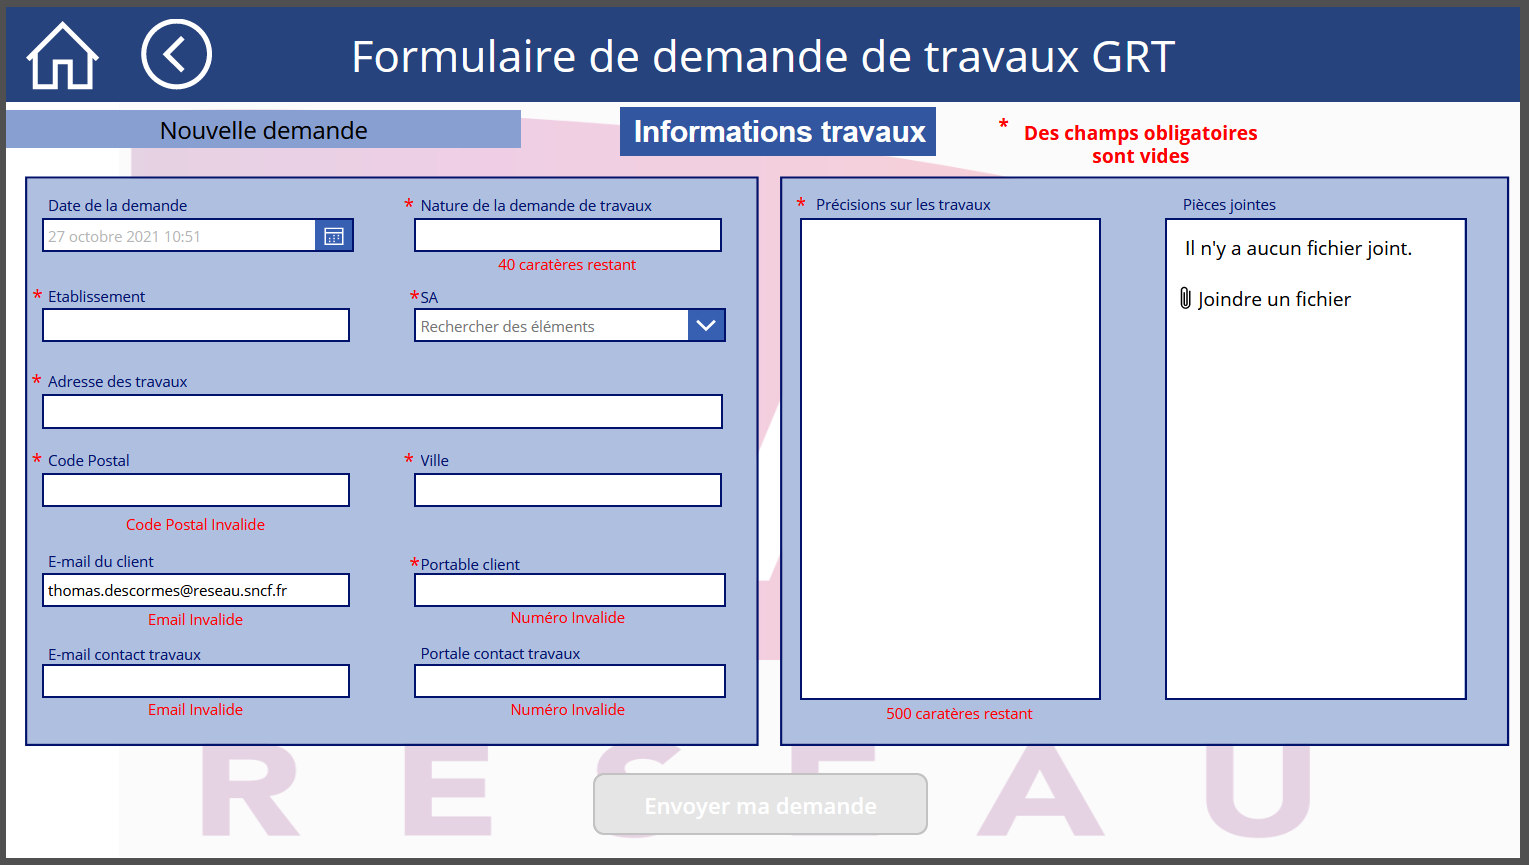 Formulaire de demande de travaux GRT
Nouvelle demande
Informations travaux
* Des champs obligatoires
sont vides
Date de la demande
27 octobre 2021 10:51
* Nature de la demande de travaux
40 caratères restant
* Etablissement
*SA
Rechercher des éléments
* Adresse des travaux
* Code Postal
Code Postal Invalide
* Ville
E-mail du client
thomas.descormes@reseau.sncf.fr
Email Invalide
*Portable client
Numéro Invalide
E-mail contact travaux
Email Invalide
Portale contact travaux
Numéro Invalide
* Précisions sur les travaux
500 caratères restant
Pièces jointes
Il n'y a aucun fichier joint.
Joindre un fichier
RESEAU
Envoyer ma demande